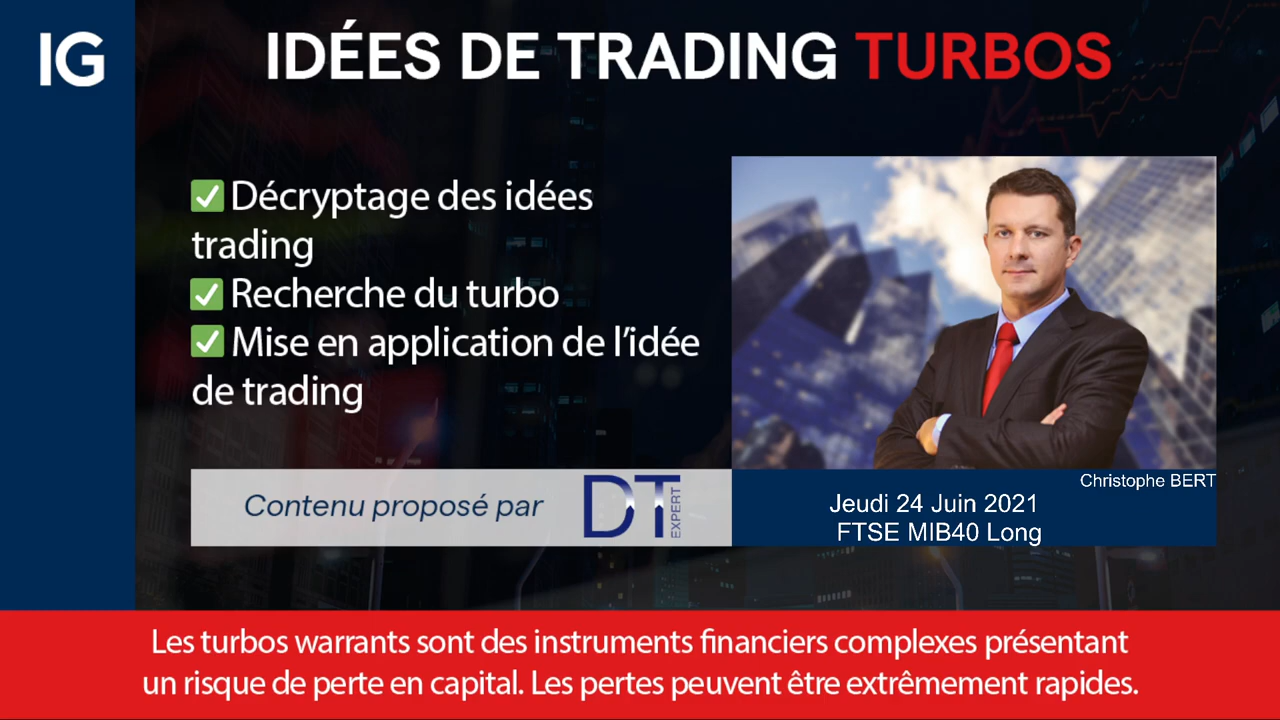 IG
IDÉES DE TRADING TURBOS
✅ Décryptage des idées
trading
✅ Recherche du turbo
✅ Mise en application de l'idée
de trading
Contenu proposé par
DT EXPERT
Christophe BERT
Jeudi 24 Juin 2021
FTSE MIB40 Long
Les turbos warrants sont des instruments financiers complexes présentant
un risque de perte en capital. Les pertes peuvent être extrêmement rapides.